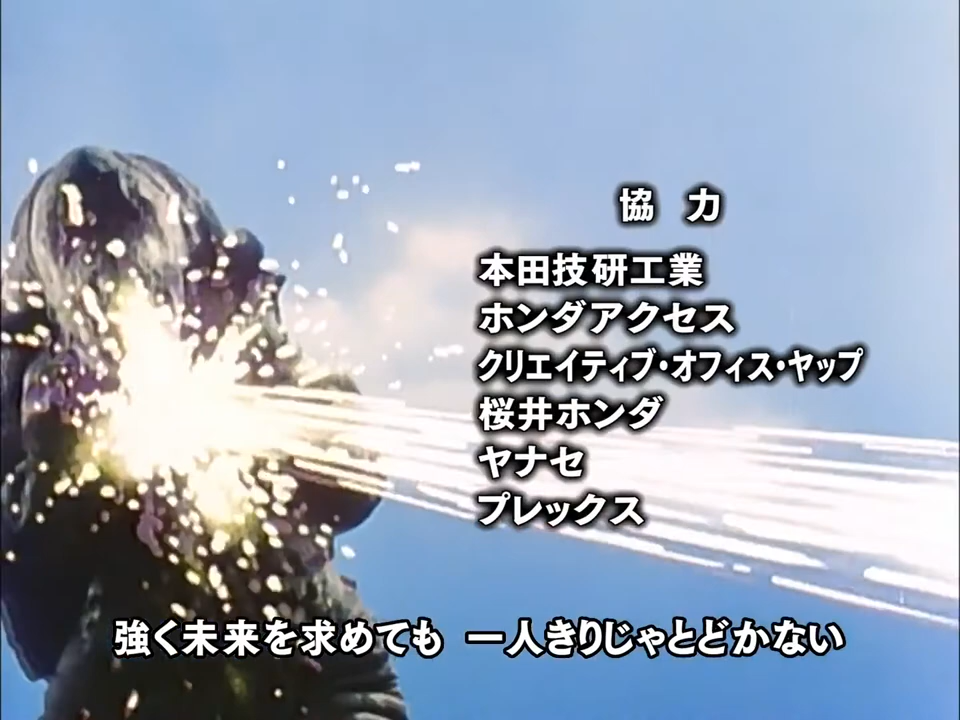 協　力
本田技研工業
ホンダアクセス
クリエイティブ・オフィス・ヤップ
桜井ホンダ
ヤナセ
プレックス
強く未来を求めても　一人きりじゃとどかない